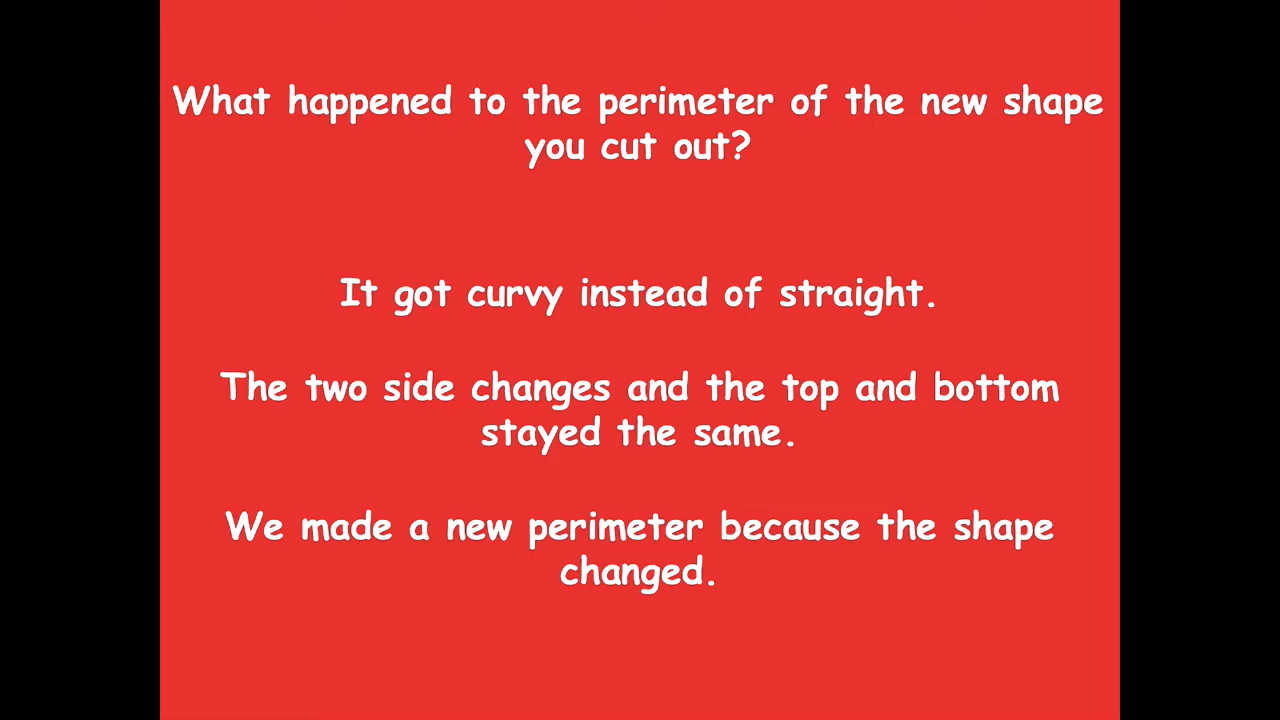 What happened to the perimeter of the new shape
you cut out?
It got curvy instead of straight.
The two side changes and the top and bottom
stayed the same.
We made a new perimeter because the shape
changed.